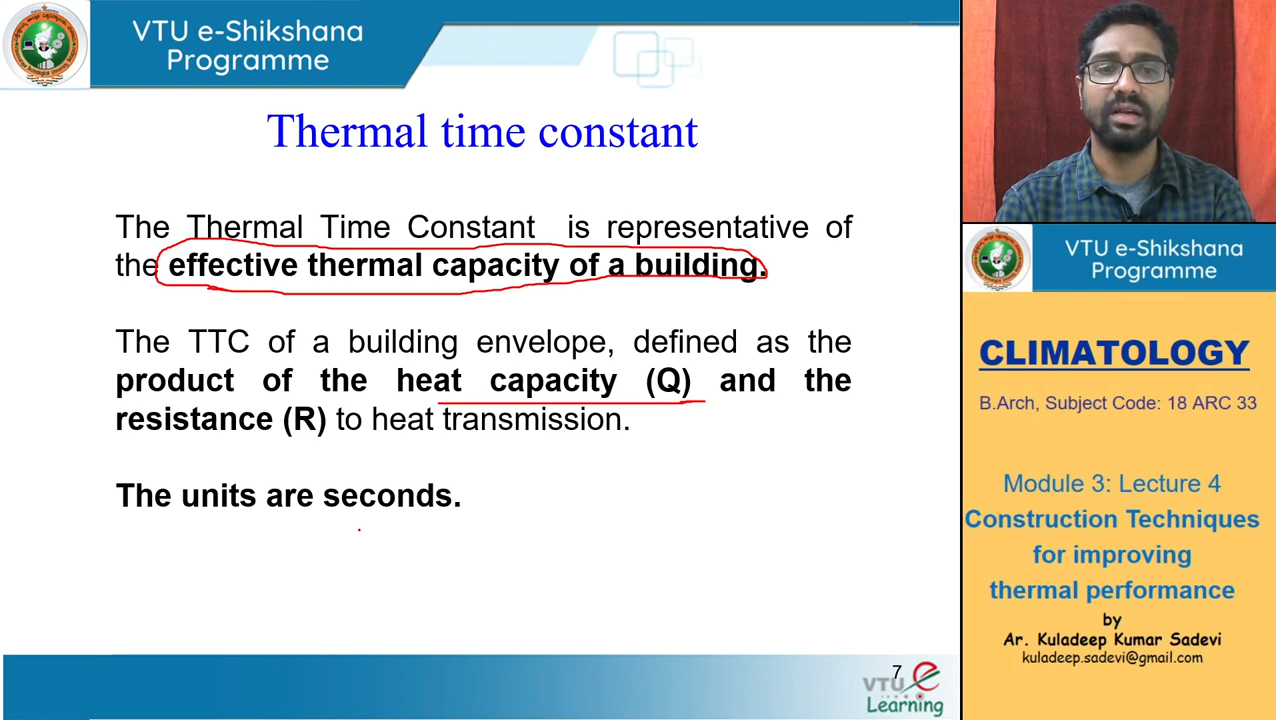 VTU e-Shikshana
Programme
Thermal time constant
The Thermal Time Constant is representative of
the effective thermal capacity of a building.
The TTC of a building envelope, defined as the
product of the heat capacity (Q) and the
resistance (R) to heat transmission.
The units are seconds.
7
VTU e
Learning
VTU e-Shikshana
Programme
CLIMATOLOGY
B.Arch, Subject Code: 18 ARC 33
Module 3: Lecture 4
Construction Techniques
for improving
thermal performance
by
Ar. Kuladeep Kumar Sadevi
kuladeep.sadevi@gmail.com